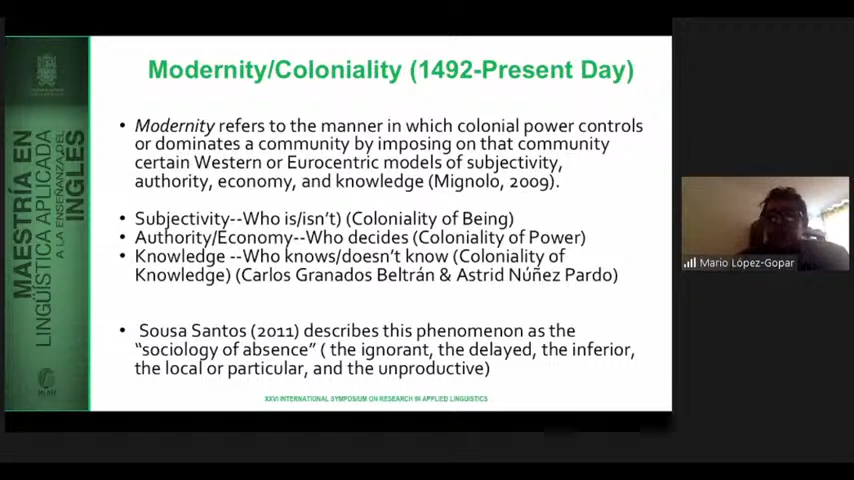 Modernity/Coloniality (1492-Present Day)
• Modernity refers to the manner in which colonial power controls
or dominates a community by imposing on that community
certain Western or Eurocentric models of subjectivity,
authority, economy, and knowledge (Mignolo, 2009).
• Subjectivity--Who is/isn't) (Coloniality of Being)
• Authority/Economy--Who decides (Coloniality of Power)
• Knowledge --Who knows/doesn't know (Coloniality of
Knowledge) (Carlos Granados Beltrán & Astrid Núñez Pardo)
• Sousa Santos (2011) describes this phenomenon as the
“sociology of absence” ( the ignorant, the delayed, the inferior,
the local or particular, and the unproductive)
XXVI INTERNATIONAL SYMPOSIUM ON RESEARCH IN APPLIED LINGUISTICS
MAESTRÍA EN
LINGÜÍSTICA APLICADA
A LA ENSEÑANZA DEL
INGLÉS
Mario López-Gopar